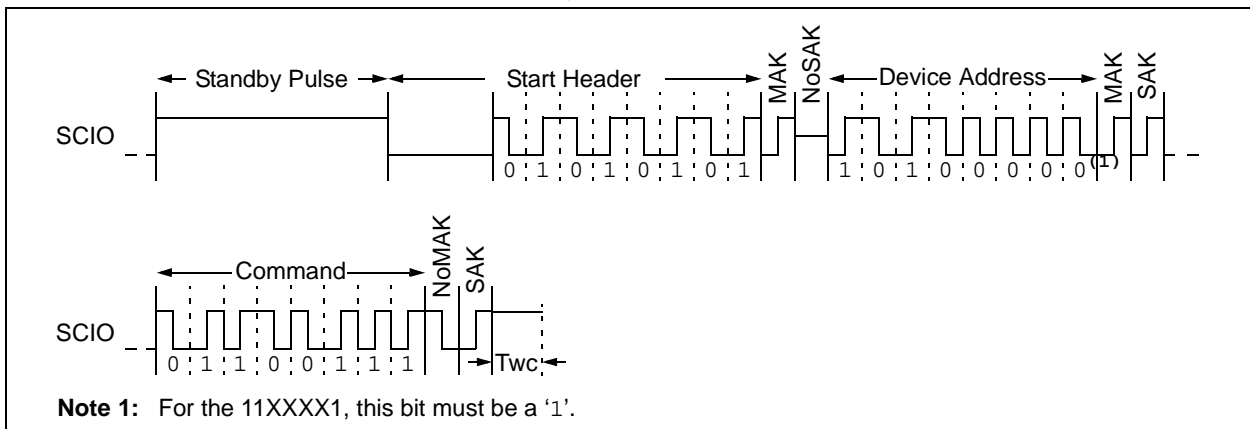 Standby Pulse
Start Header
MAK
NoSAK
Device Address
MAK
SAK
SCIO
0 1 0 1 0 1 0 1
1 0 1 0 0 0 0 0(1)
Command
NoMAK
SAK
SCIO
0 1 1 0 0 1 1 1
Twc
Note 1: For the 11XXXX1, this bit must be a ‘1’.